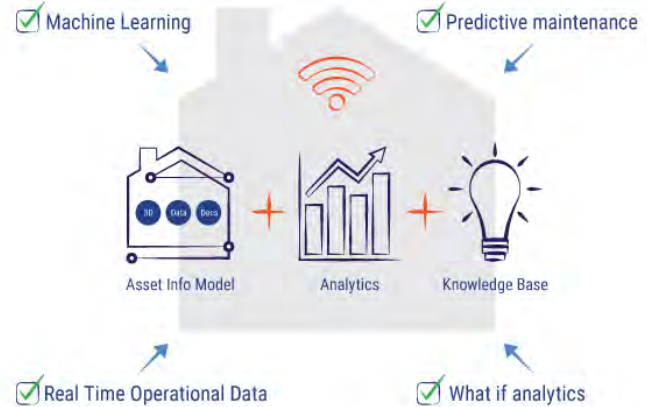 Machine Learning
Predictive maintenance
3D
Data
Docs
Asset Info Model
Analytics
Knowledge Base
Real Time Operational Data
What if analytics